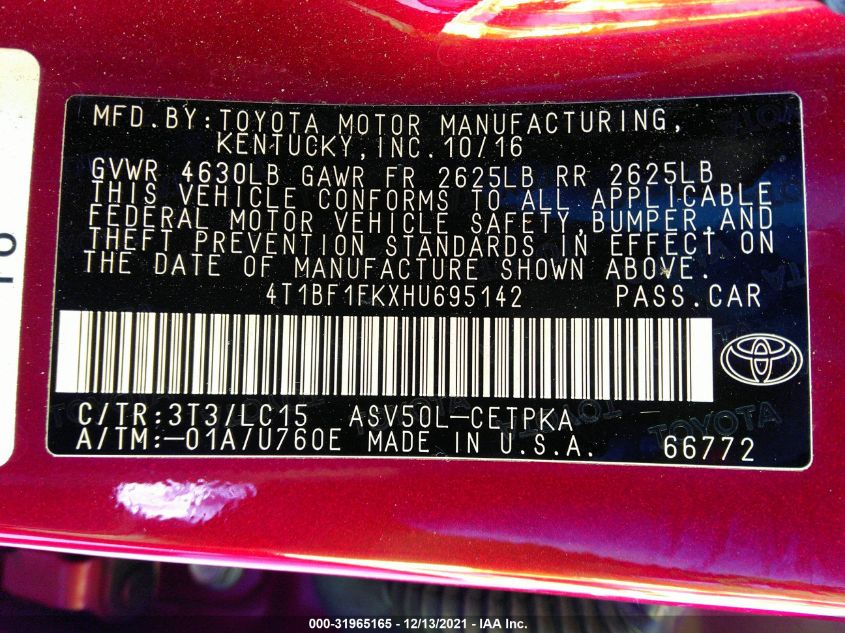 MFD.BY:TOYOTA MOTOR MANUFACTURING,
KENTUCKY,INC.10/16
GVWR 4630LB GAWR FR 2625LB RR 2625LB
THIS VEHICLE CONFORMS TO ALL APPLICABLE
FEDERAL MOTOR VEHICLE SAFETY,BUMPER,AND
THEFT PREVENTION STANDARDS IN EFFECT ON
THE DATE OF MANUFACTURE SHOWN ABOVE.
4T1BF1FKXHU695142 PASS.CAR
C/TR:3T3/LC15 ASV50L-CETPKA
A/TM:-01A/U760E MADE IN U.S.A. 66772
TOYOTA
000-31965165 - 12/13/2021 - IAA Inc.